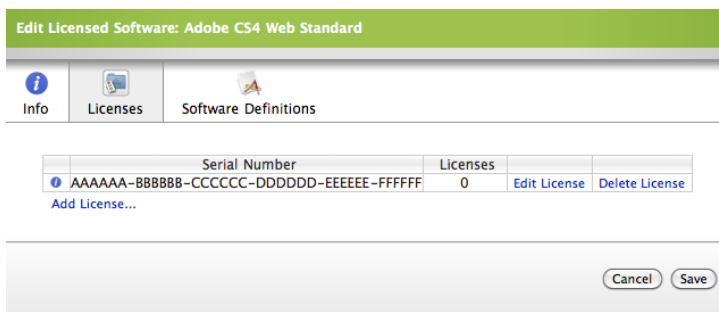 Edit Licensed Software: Adobe CS4 Web Standard
Info Licenses Software Definitions
Serial Number Licenses
AAAAAA-BBBBBB-CCCCCC-DDDDDD-EEEEEE-FFFFFF 0 Edit License Delete License
Add License...
Cancel Save